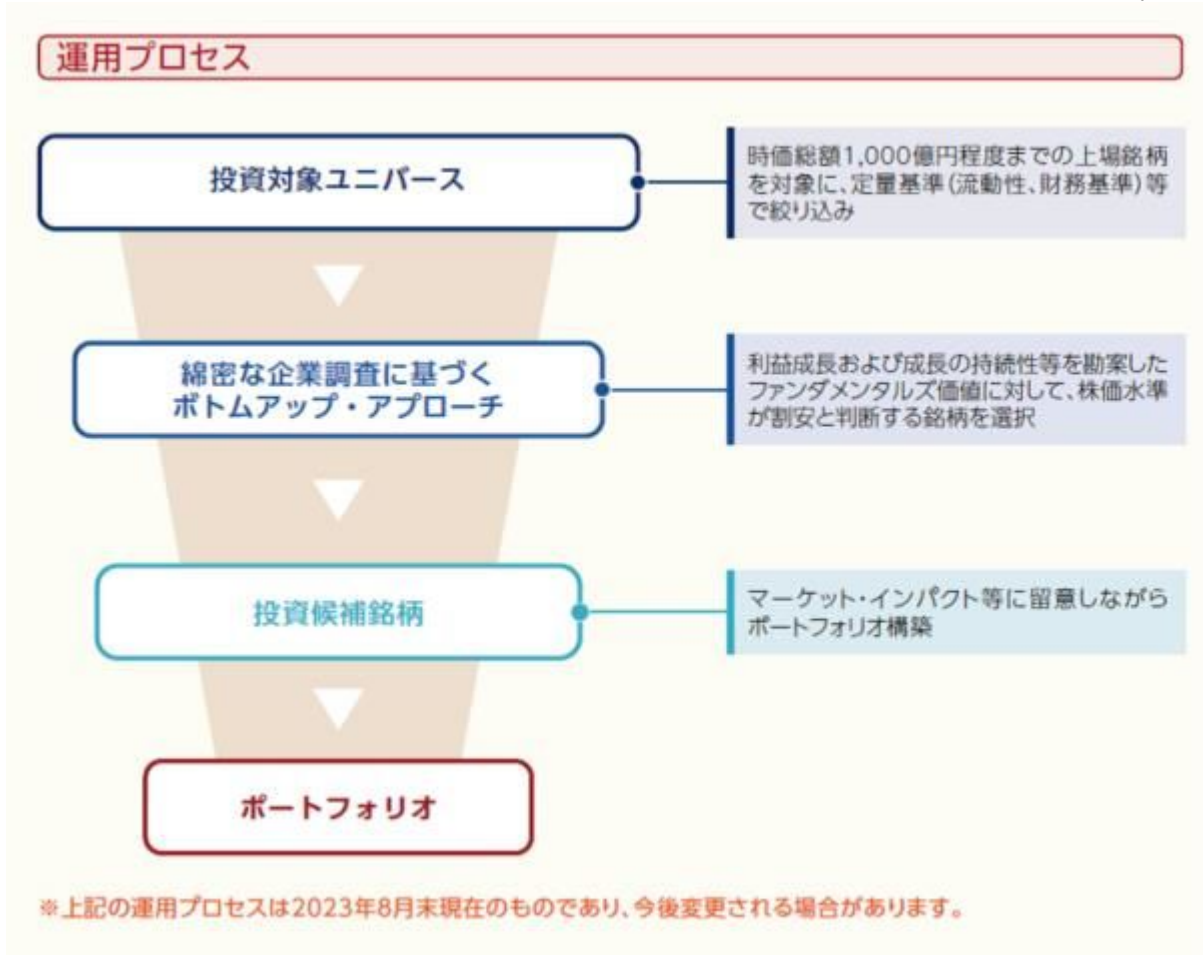 運用プロセス
投資対象ユニバース
時価総額1,000億円程度までの上場銘柄
を対象に、定量基準(流動性、財務基準)等
で絞り込み
綿密な企業調査に基づく
ボトムアップ・アプローチ
利益成長および成長の持続性等を勘案した
ファンダメンタルズ価値に対して、株価水準
が割安と判断する銘柄を選択
投資候補銘柄
マーケット・インパクト等に留意しながら
ポートフォリオ構築
ポートフォリオ
※上記の運用プロセスは2023年8月末現在のものであり、今後変更される場合があります。